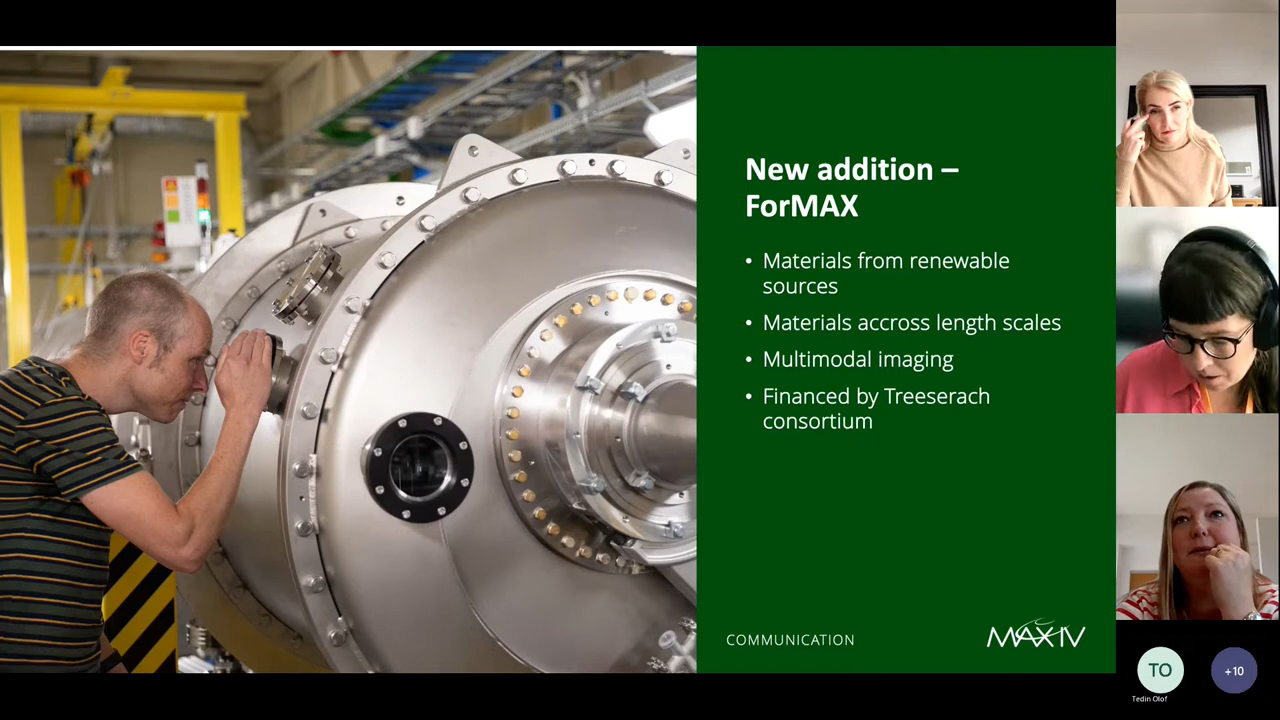 New addition –
ForMAX
• Materials from renewable
sources
• Materials accross length scales
• Multimodal imaging
• Financed by Treeserach
consortium
COMMUNICATION
MAX IV
TO
+10
Tedin Olof